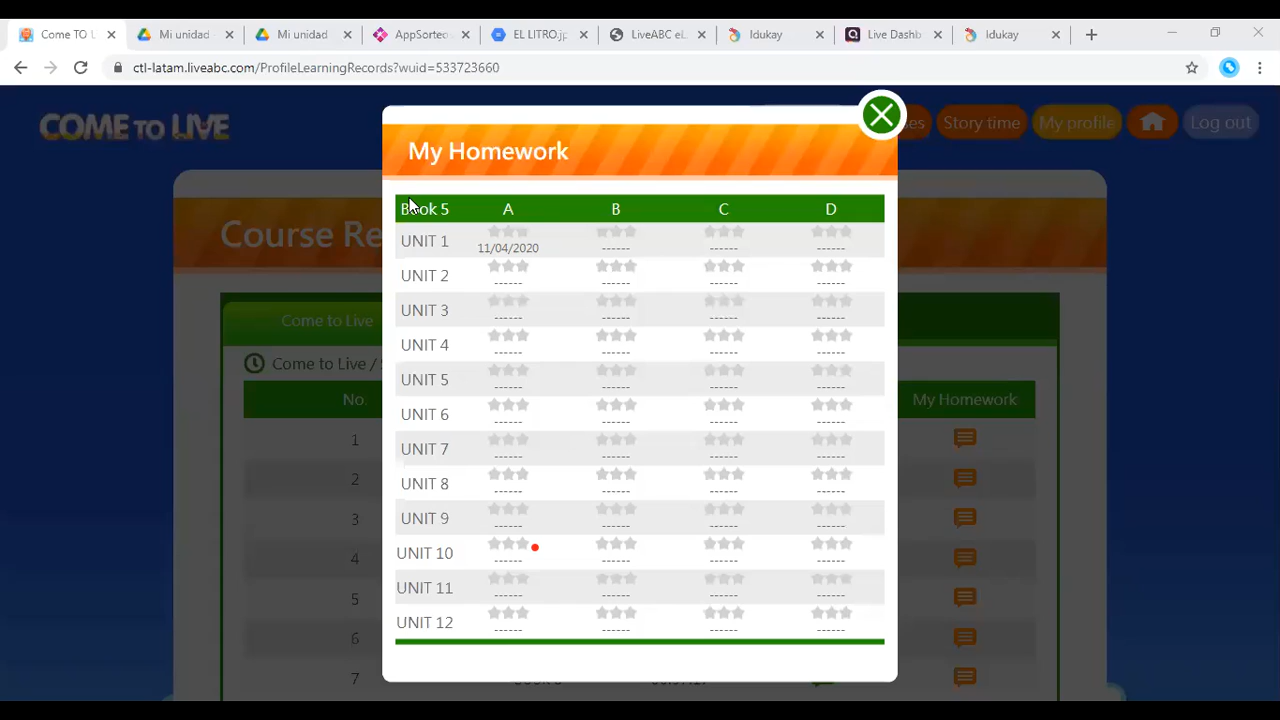 Come TO L
Mi unidad
Mi unidad
AppSorteo
EL LITRO.jp
LiveABC eL
Idukay
Live Dashb
Idukay
ctl-latam.liveabc.com/ProfileLearningRecords?wuid=533723660
COME TO LIVE
es
Story time
My profile
Log out
My Homework
Course Re
Book 5 A B C D
UNIT 1
11/04/2020 ------ ------ ------
UNIT 2
------ ------ ------ ------
UNIT 3
------ ------ ------ ------
UNIT 4
------ ------ ------ ------
UNIT 5
------ ------ ------ ------
UNIT 6
------ ------ ------ ------
UNIT 7
------ ------ ------ ------
UNIT 8
------ ------ ------ ------
UNIT 9
------ ------ ------ ------
UNIT 10
------ ------ ------ ------
UNIT 11
------ ------ ------ ------
UNIT 12
------ ------ ------ ------
Come to Live
Come to Live /
No.
My Homework
1
2
3
4
5
6
7